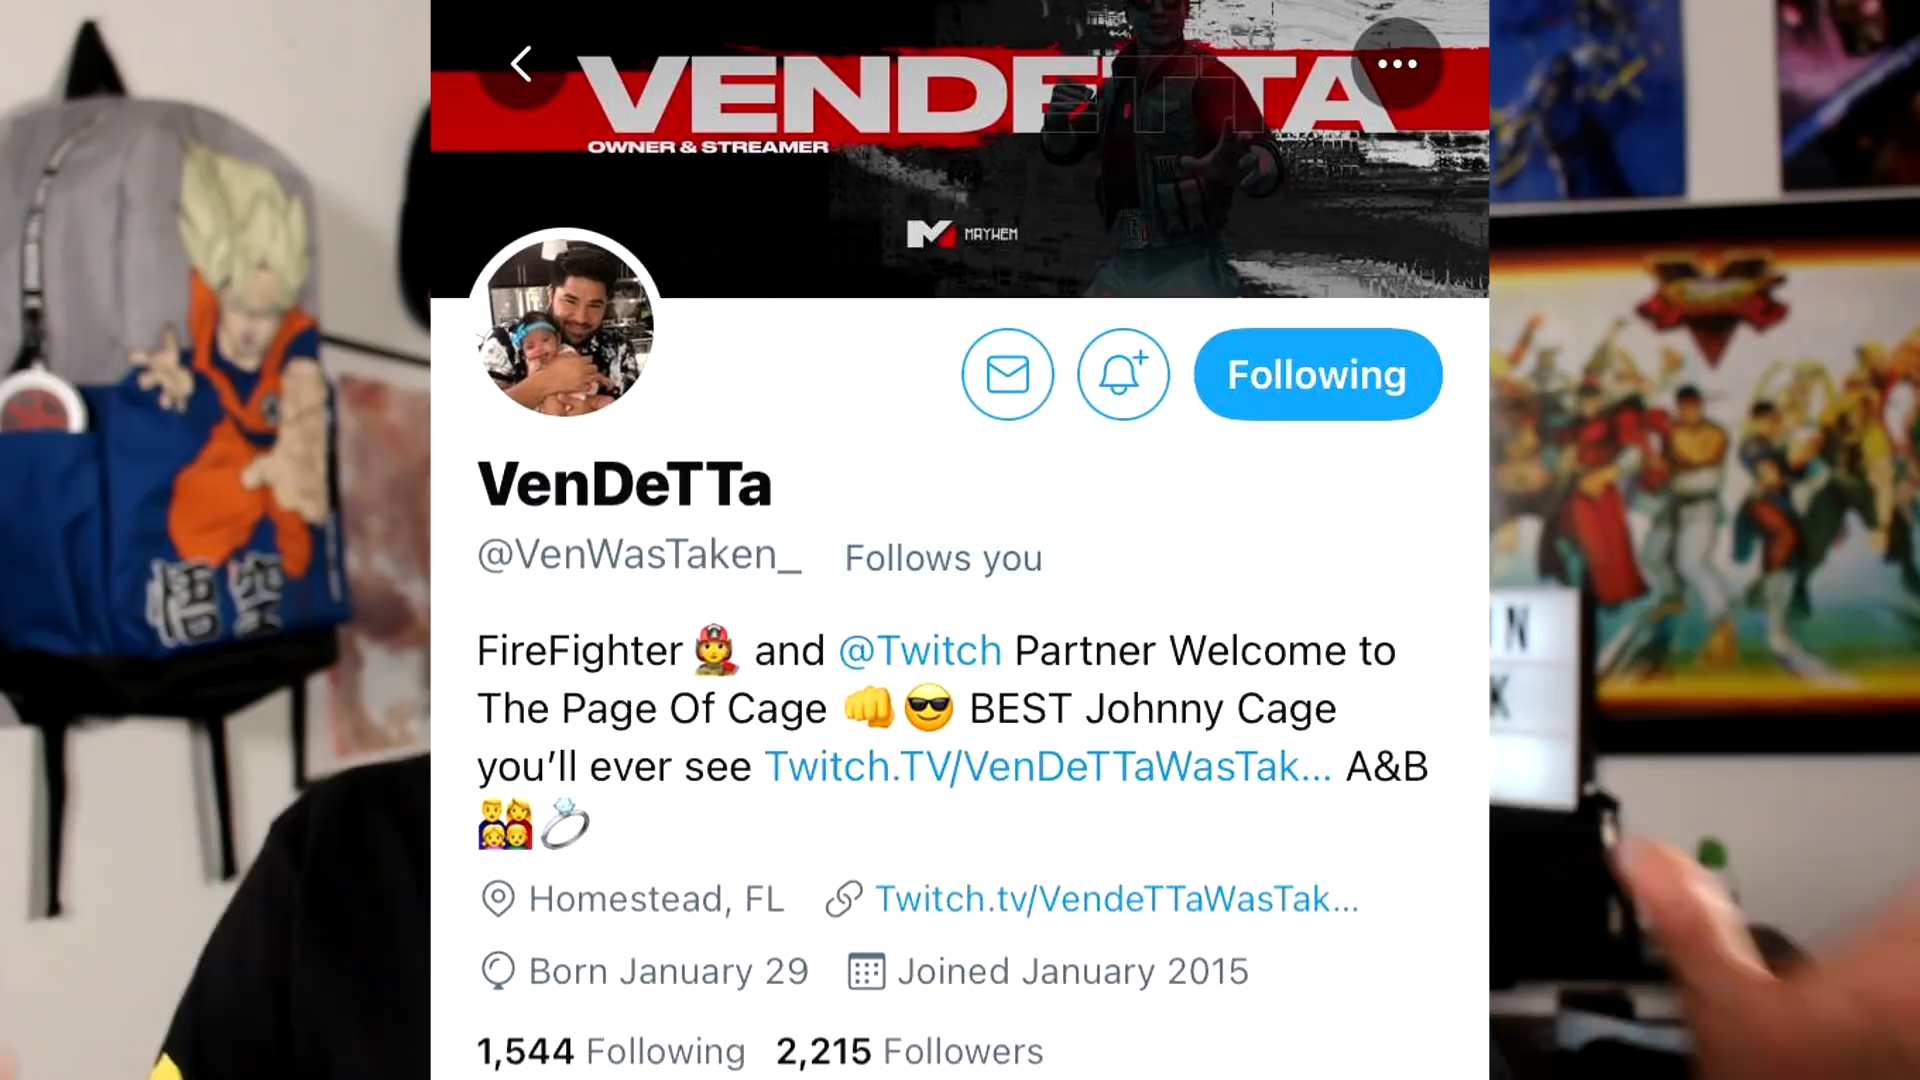 VENDETTA
OWNER & STREAMER
MAYHEM
Following
VenDeTTa
@VenWasTaken_ Follows you
FireFighter 👩‍🚒 and @Twitch Partner Welcome to
The Page Of Cage 👊😎 BEST Johnny Cage
you’ll ever see Twitch.TV/VenDeTTaWasTak... A&B
👨‍👩‍👧‍👦💍
Homestead, FL Twitch.tv/VendeTTaWasTak...
Born January 29 Joined January 2015
1,544 Following 2,215 Followers
悟空
N
K